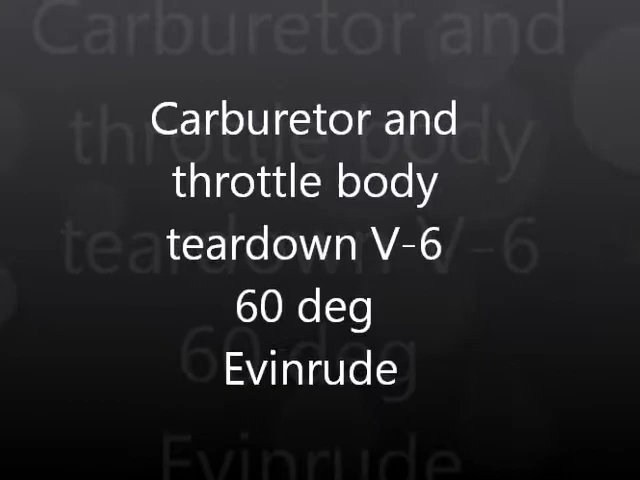 Carburetor and
throttle body
teardown V-6
60 deg
Evinrude